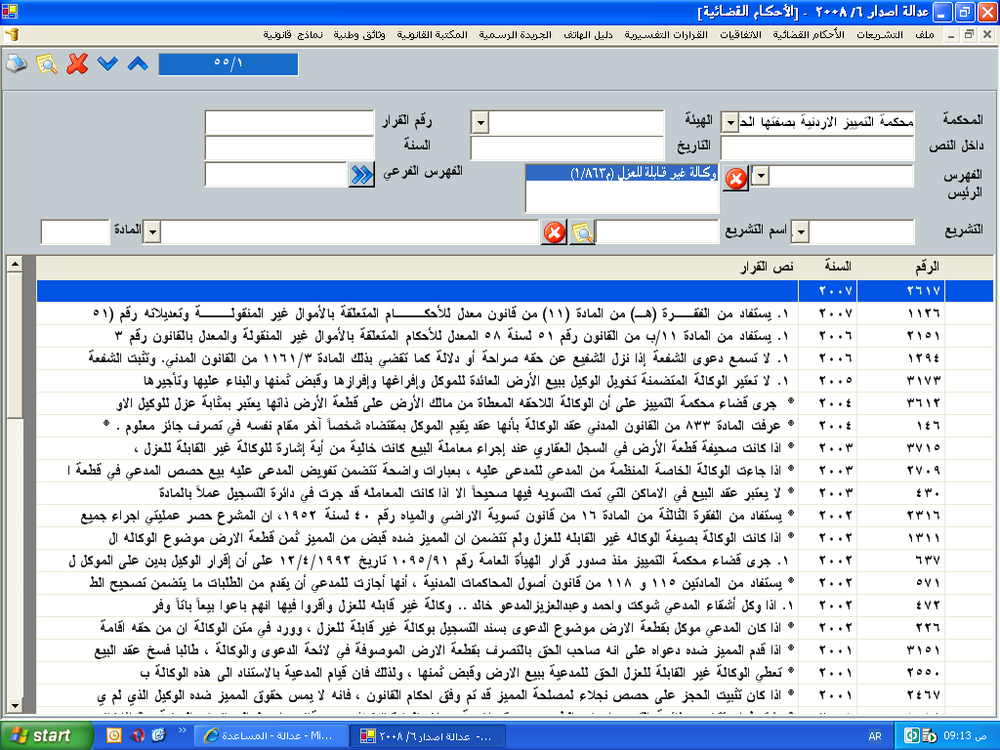 عدالة اصدار ٦/ ٢٠٠٨ - [الأحكام القضائية]
ملف التشريعات الأحكام القضائية الاتفاقيات القرارات التفسيرية دليل الهاتف الجريدة الرسمية المكتبة القانونية وثائق وطنية نماذج قانونية
٥٥/١
المحكمة محكمة التمييز الاردنية بصفتها الح الهيئة رقم القرار
داخل النص التاريخ السنة
الفهرس الرئيس وكالة غير قابلة للعزل (م١/٨٦٣) الفهرس الفرعي
التشريع اسم التشريع المادة
الرقم السنة نص القرار
٢٦١٧ ٢٠٠٧
١١٢٦ ٢٠٠٧ ١. يستفاد من الفقـــرة (هــ) من المادة (١١) من قانون معدل للأحكـــــام المتعلقة بالأموال غير المنقولـــــــة وتعديلاته رقم (٥١
٢١٥١ ٢٠٠٦ ١. يستفاد من المادة ١١/ب من القانون رقم ٥١ لسنة ٥٨ المعدل للأحكام المتعلقة بالأموال غير المنقولة والمعدل بالقانون رقم ٣
١٢٩٤ ٢٠٠٦ ١. لا تسمع دعوى الشفعة إذا نزل الشفيع عن حقه صراحة أو دلالة كما تقضي بذلك المادة ١١٦١/٣ من القانون المدني. وتثبت الشفعة
٣١٧٣ ٢٠٠٥ ١. لا تعتبر الوكالة المتضمنة تخويل الوكيل ببيع الأرض العائدة للموكل وإفراغها وإفرازها وقبض ثمنها والبناء عليها وتأجيرها
٣٦١٢ ٢٠٠٤ * جرى قضاء محكمة التمييز على أن الوكالة اللاحقه المعطاة من مالك الأرض على قطعة الأرض ذاتها يعتبر بمثابة عزل للوكيل الاو
١٤٦ ٢٠٠٤ * عرفت المادة ٨٣٣ من القانون المدني عقد الوكالة بأنها عقد يقيم الموكل بمقتضاه شخصاً آخر مقام نفسه في تصرف جائز معلوم . *
٣٧١٥ ٢٠٠٣ * اذا كانت صحيفة قطعة الأرض في السجل العقاري عند إجراء معاملة البيع كانت خالية من أية إشارة للوكالة غير القابلة للعزل ،
٢٧٠٩ ٢٠٠٣ * اذا جاءت الوكالة الخاصة المنظمة من المدعي للمدعى عليه ، بعبارات واضحة تتضمن تفويض المدعى عليه بيع حصص المدعي في قطعة ا
٤٣٠ ٢٠٠٣ * لا يعتبر عقد البيع في الاماكن التي تمت التسويه فيها صحيحاً الا اذا كانت المعامله قد جرت في دائرة التسجيل عملاً بالمادة
٢٣١٦ ٢٠٠٢ * يستفاد من الفقرة الثالثة من المادة ١٦ من قانون تسوية الاراضي والمياه رقم ٤٠ لسنة ١٩٥٢، ان المشرع حصر عمليتي اجراء جميع
١٣١١ ٢٠٠٢ * اذا كانت الوكالة بصيغة الوكاله غير القابله للعزل ولم تتضمن ان المميز ضده قبض من المميز ثمن قطعة الارض موضوع الوكاله ال
٦٣٧ ٢٠٠٢ ١. جرى قضاء محكمة التمييز منذ صدور قرار الهيأة العامة رقم ١٠٩٥/٩١ تاريخ ١٢/٤/١٩٩٢ على أن إقرار الوكيل بدين على الموكل ل
٥٧١ ٢٠٠٢ * يستفاد من المادتين ١١٥ و ١١٨ من قانون أصول المحاكمات المدنية ، أنها أجازت للمدعي أن يقدم من الطلبات ما يتضمن تصحيح الط
٤٧٢ ٢٠٠٢ ١. اذا وكل أشقاء المدعي شوكت واحمد وعبدالعزيزالمدعو خالد .. وكالة غير قابله للعزل واقروا فيها انهم باعوا بيعاً باتاً وفر
٢٢٦ ٢٠٠٢ * اذا كان المدعي موكل بقطعة الارض موضوع الدعوى بسند التسجيل بوكالة غير قابلة للعزل ، وورد في متن الوكالة ان من حقه اقامة
٣١٥١ ٢٠٠١ * اذا قدم المميز ضده دعواه على انه صاحب الحق بالتصرف بقطعة الارض الموصوفة في لائحة الدعوى والوكالة ، طالبا فسخ عقد البيع
٢٥٥٠ ٢٠٠١ * تعطي الوكالة غير القابلة للعزل الحق للمدعية ببيع الارض وقبض ثمنها ، ولذلك فان قيام المدعية بالاستناد الى هذه الوكالة ب
٢٤٦٧ ٢٠٠١ * اذا كان تثبيت الحجز على حصص نجلاء لمصلحة المميز قد تم وفق احكام القانون ، فانه لا يمس حقوق المميز ضده الوكيل الذي لم ي
start عدالة - المساعدة - Mi... عدالة اصدار ٦/ ٢٠٠٨ -... AR 09:13 ص